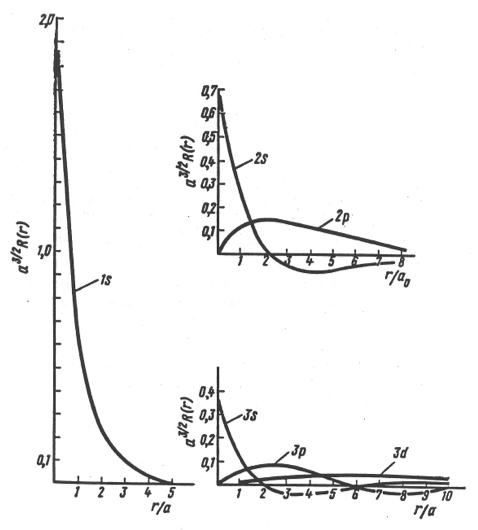 2,0
1,0
0,1
a^3/2 R(r)
1s
1 2 3 4 5
r/a
0,7
0,6
0,5
0,4
0,3
0,2
0,1
a^3/2 R(r)
2s
2p
1 2 3 4 5 6 7 8
r/a₀
0,4
0,3
0,2
0,1
a^3/2 R(r)
3s
3p
3d
1 2 3 4 5 6 7 8 9 10
r/a